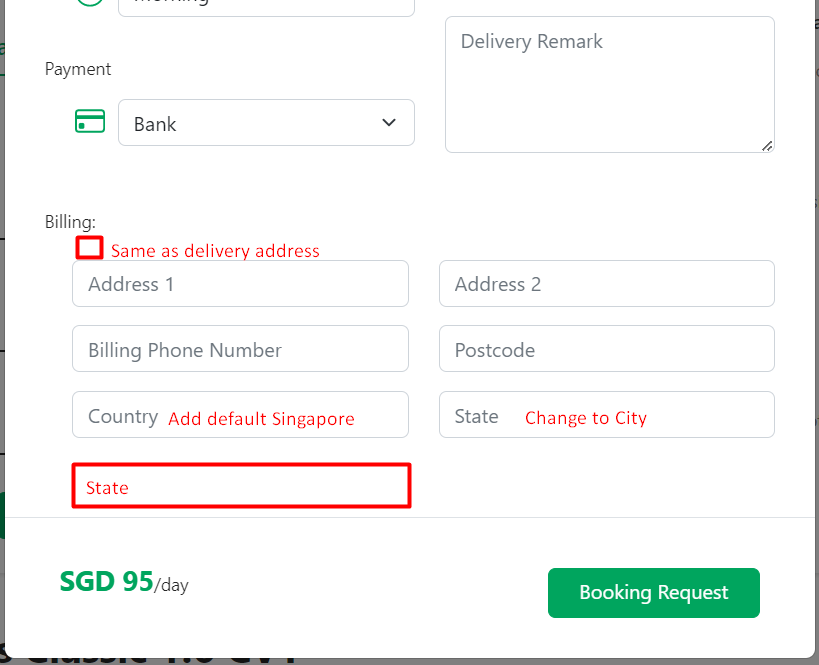 Morning
Delivery Remark
Payment
Bank
Billing:
Same as delivery address
Address 1
Address 2
Billing Phone Number
Postcode
Country Add default Singapore
State Change to City
State
SGD 95/day
Booking Request